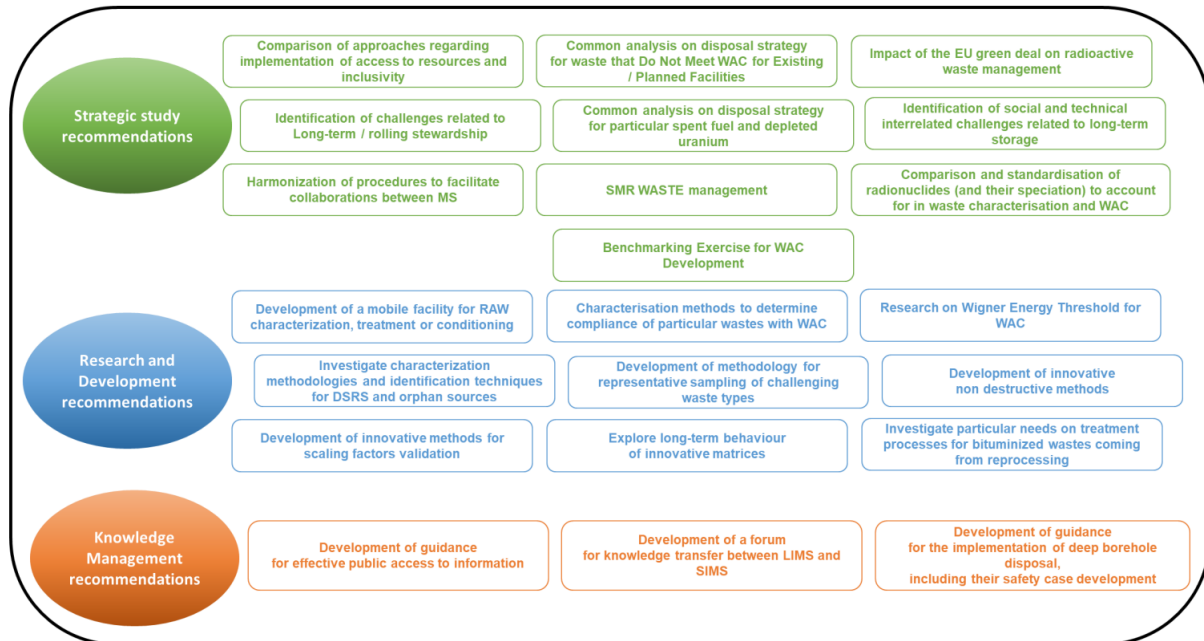 Strategic study
recommendations
Comparison of approaches regarding
implementation of access to resources and
inclusivity
Common analysis on disposal strategy
for waste that Do Not Meet WAC for Existing
/ Planned Facilities
Impact of the EU green deal on radioactive
waste management
Identification of challenges related to
Long-term / rolling stewardship
Common analysis on disposal strategy
for particular spent fuel and depleted
uranium
Identification of social and technical
interrelated challenges related to long-term
storage
Harmonization of procedures to facilitate
collaborations between MS
SMR WASTE management
Comparison and standardisation of
radionuclides (and their speciation) to account
for in waste characterisation and WAC
Benchmarking Exercise for WAC
Development
Research and
Development
recommendations
Development of a mobile facility for RAW
characterization, treatment or conditioning
Characterisation methods to determine
compliance of particular wastes with WAC
Research on Wigner Energy Threshold for
WAC
Investigate characterization
methodologies and identification techniques
for DSRS and orphan sources
Development of methodology for
representative sampling of challenging
waste types
Development of innovative
non destructive methods
Development of innovative methods for
scaling factors validation
Explore long-term behaviour
of innovative matrices
Investigate particular needs on treatment
processes for bituminized wastes coming
from reprocessing
Knowledge
Management
recommendations
Development of guidance
for effective public access to information
Development of a forum
for knowledge transfer between LIMS and
SIMS
Development of guidance
for the implementation of deep borehole
disposal,
including their safety case development